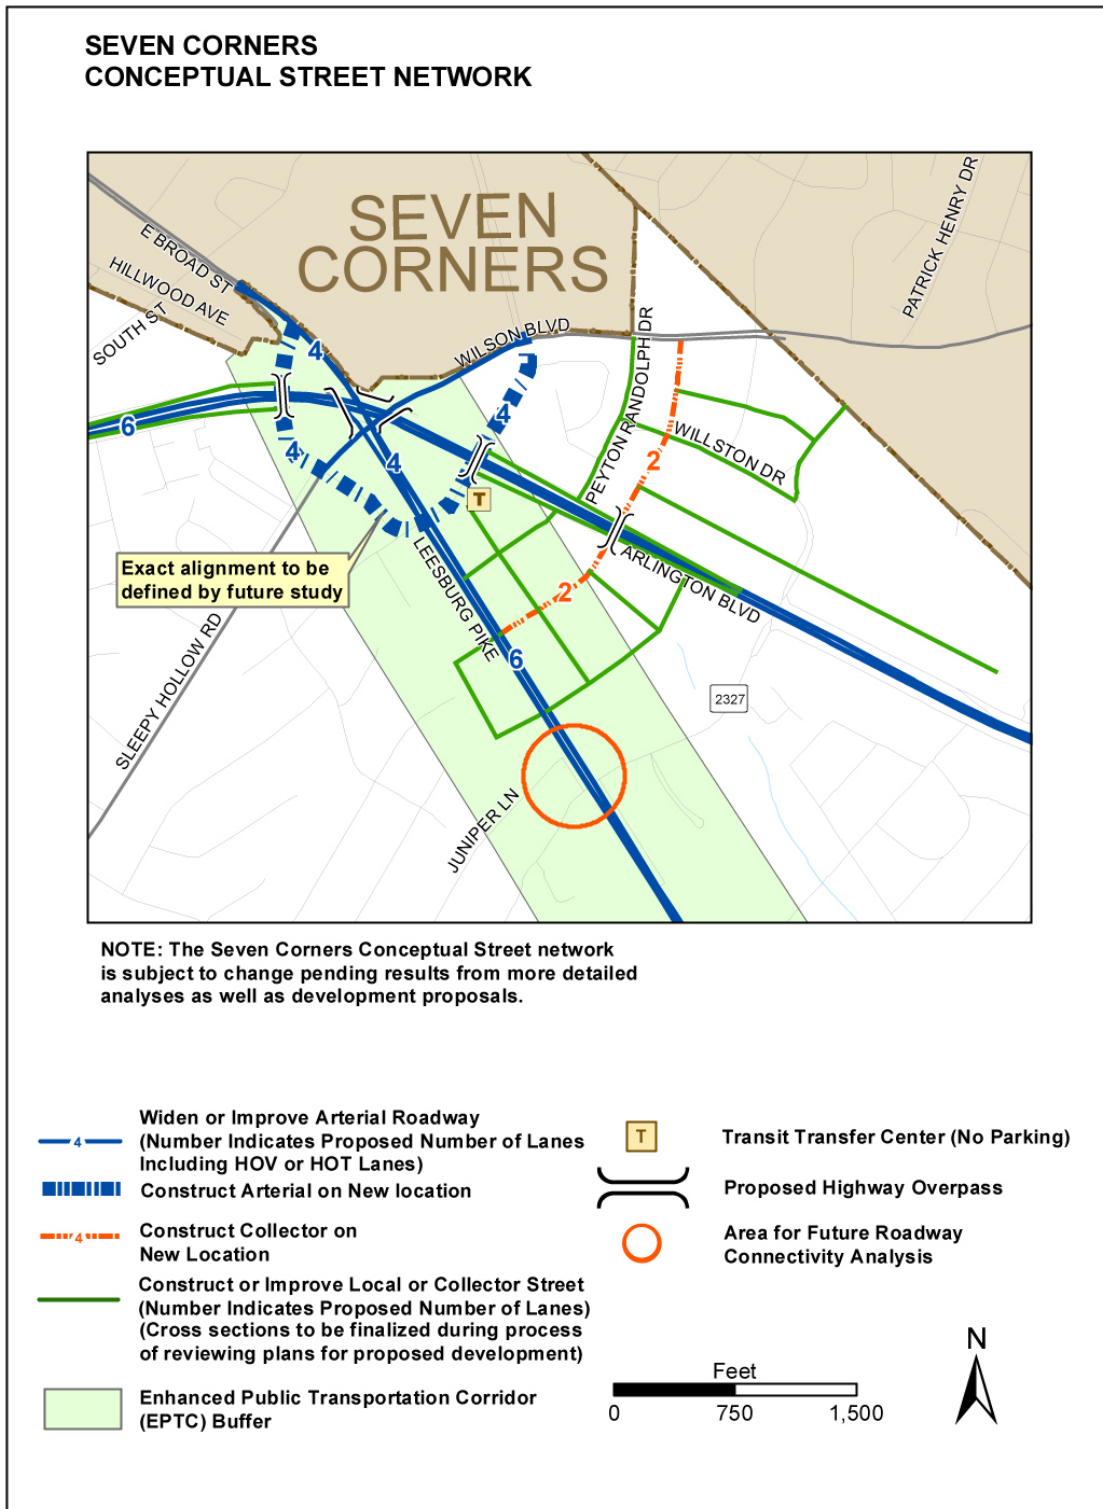 SEVEN CORNERS
CONCEPTUAL STREET NETWORK
SEVEN
CORNERS
E BROAD ST
HILLWOOD AVE
SOUTH ST
PATRICK HENRY DR
WILSON BLVD
PEYTON RANDOLPH DR
WILLSTON DR
4
6
4
4
4
2
T
ARLINGTON BLVD
LEESBURG PIKE
Exact alignment to be
defined by future study
2
6
SLEEPY HOLLOW RD
2327
JUNIPER LN
NOTE: The Seven Corners Conceptual Street network
is subject to change pending results from more detailed
analyses as well as development proposals.
4
Widen or Improve Arterial Roadway
(Number Indicates Proposed Number of Lanes
Including HOV or HOT Lanes)
Construct Arterial on New location
4
Construct Collector on
New Location
Construct or Improve Local or Collector Street
(Number Indicates Proposed Number of Lanes)
(Cross sections to be finalized during process
of reviewing plans for proposed development)
Enhanced Public Transportation Corridor
(EPTC) Buffer
T
Transit Transfer Center (No Parking)
Proposed Highway Overpass
Area for Future Roadway
Connectivity Analysis
Feet
0 750 1,500
N